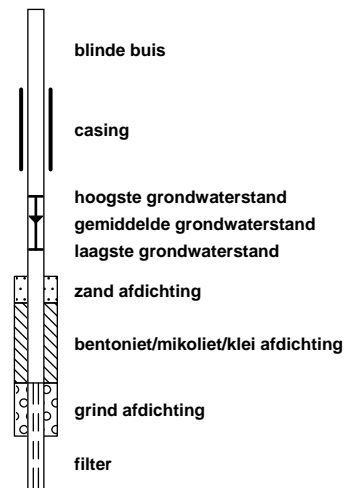 blinde buis
casing
hoogste grondwaterstand
gemiddelde grondwaterstand
laagste grondwaterstand
zand afdichting
bentoniet/mikoliet/klei afdichting
grind afdichting
filter